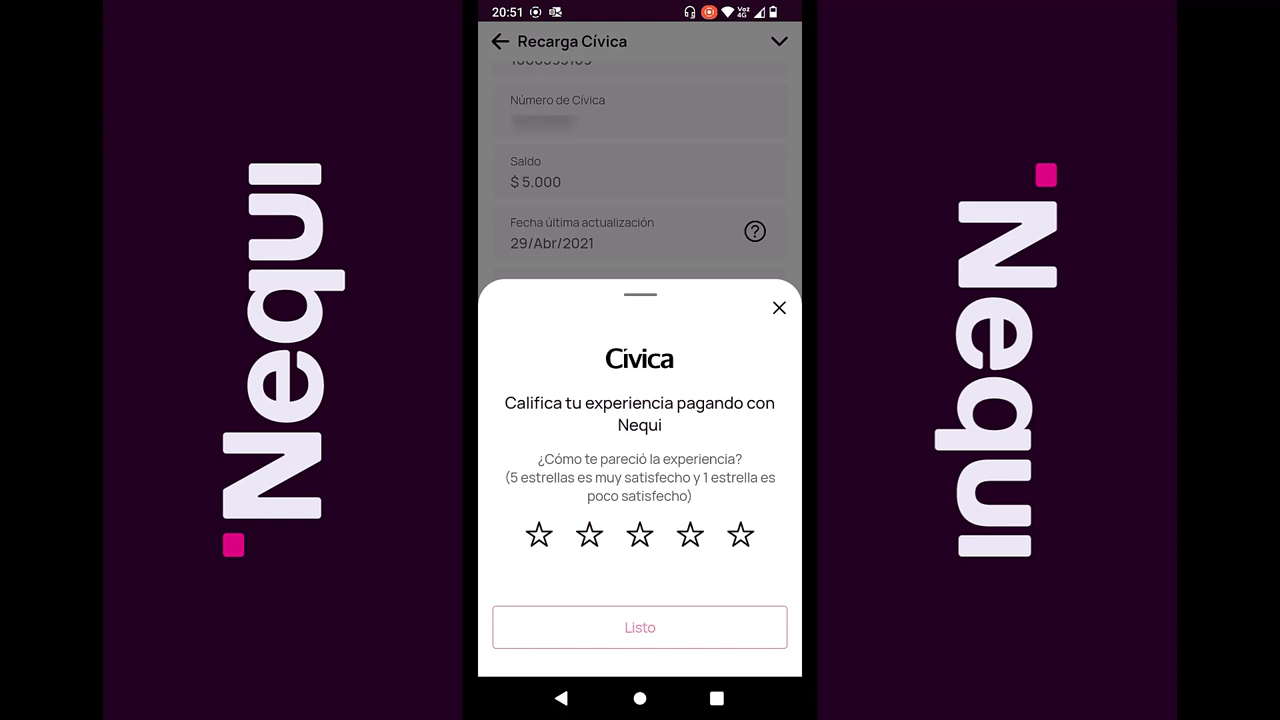 Nequi
20:51
Voz
4G
Recarga Cívica
Número de Cívica
Saldo
$ 5.000
Fecha última actualización
29/Abr/2021
Cívica
Califica tu experiencia pagando con
Nequi
¿Cómo te pareció la experiencia?
(5 estrellas es muy satisfecho y 1 estrella es
poco satisfecho)
Listo
Nequi